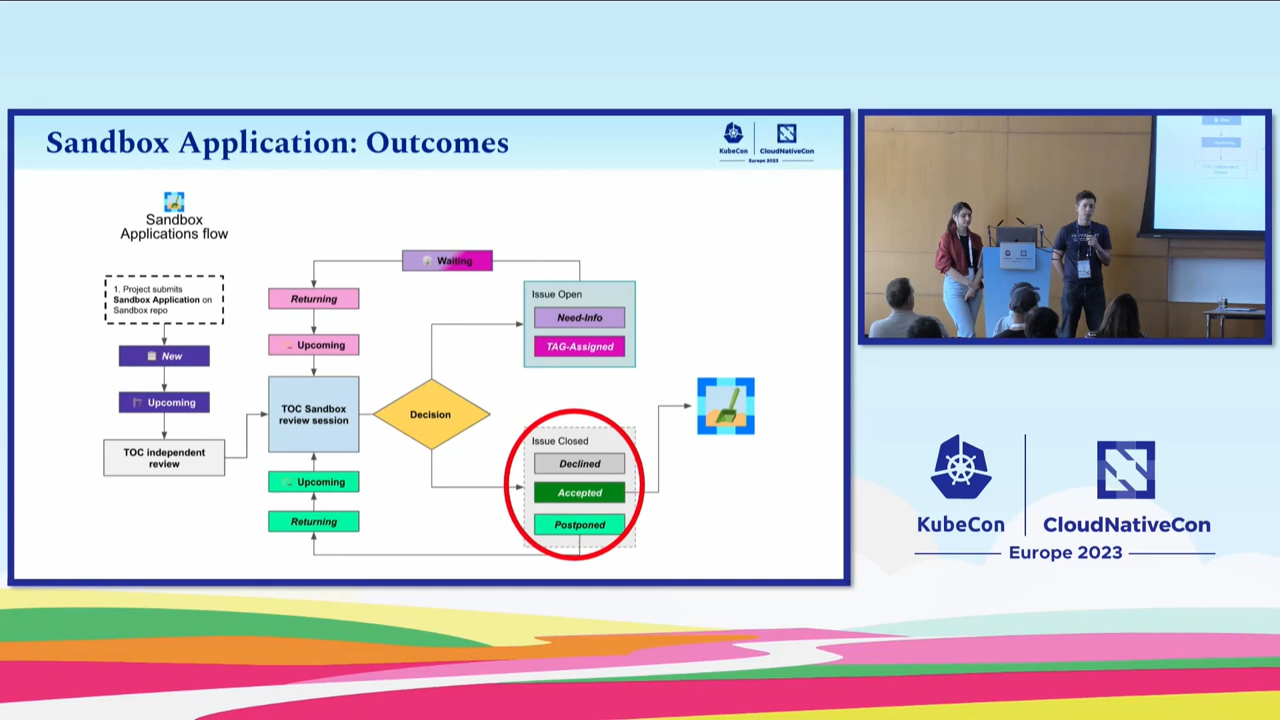 Sandbox Application: Outcomes
KubeCon
CloudNativeCon
Europe 2023
Sandbox
Applications flow
1. Project submits
Sandbox Application on
Sandbox repo
New
Upcoming
TOC independent
review
Returning
Upcoming
TOC Sandbox
review session
Upcoming
Returning
Waiting
Decision
Issue Open
Need-Info
TAG-Assigned
Issue Closed
Declined
Accepted
Postponed
KubeCon
CloudNativeCon
Europe 2023